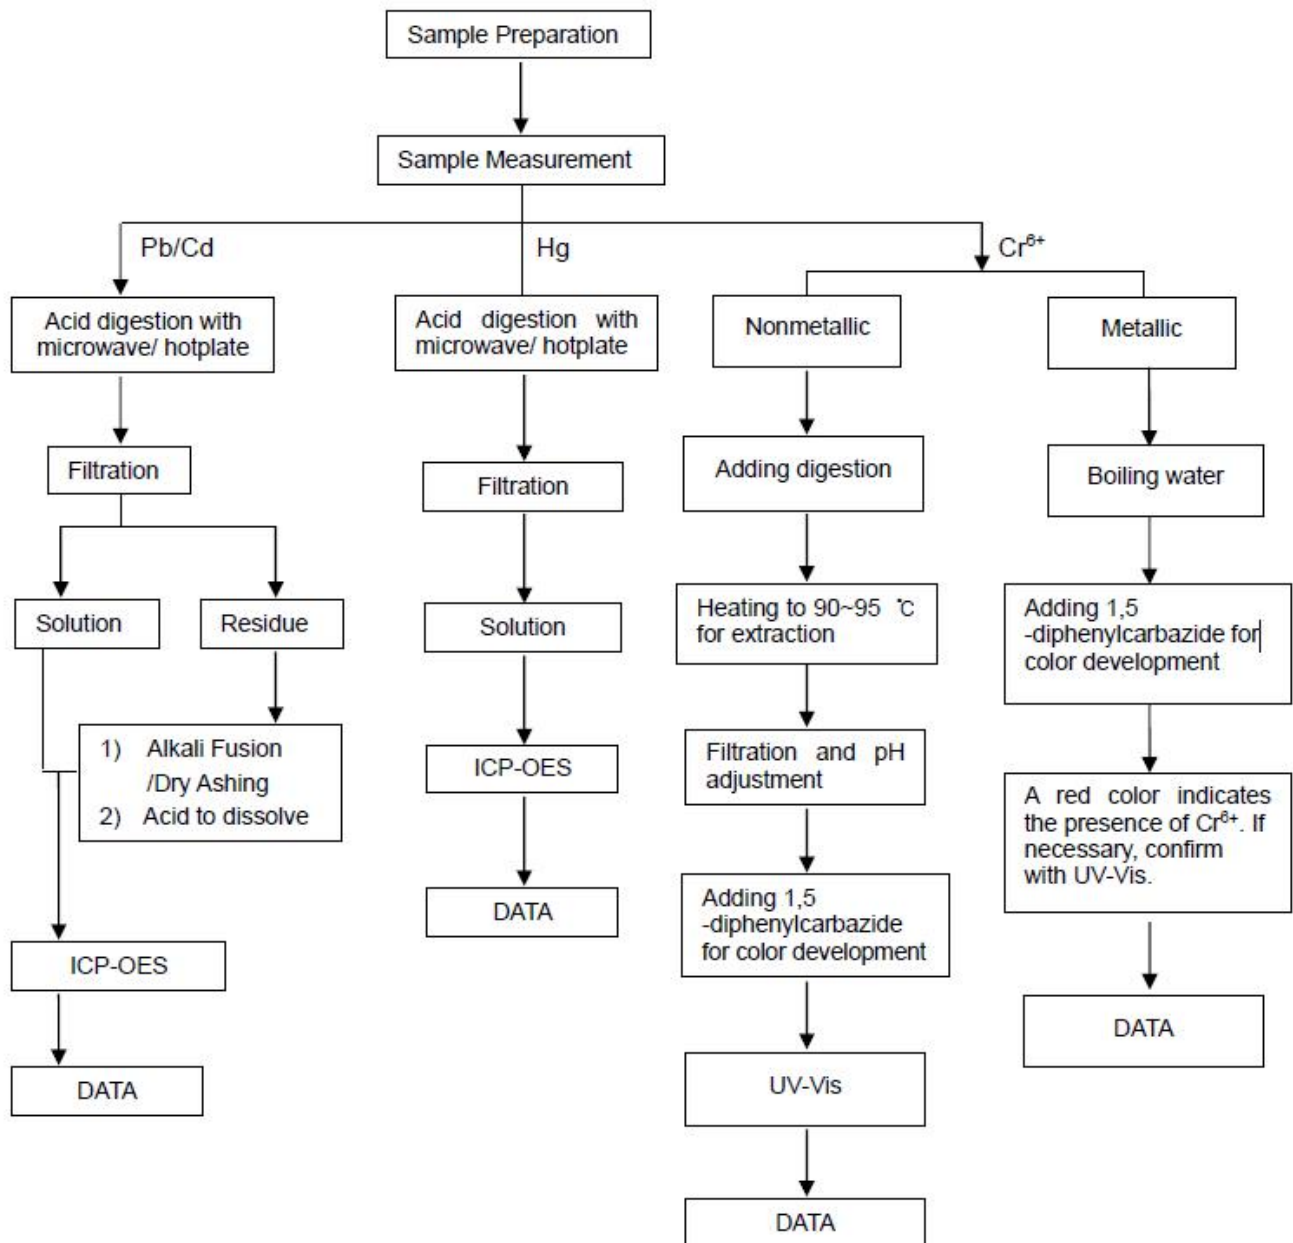 Sample Preparation
Sample Measurement
Pb/Cd
Hg
Cr⁶⁺
Acid digestion with
microwave/ hotplate
Filtration
Solution
Residue
1) Alkali Fusion
/Dry Ashing
2) Acid to dissolve
ICP-OES
DATA
Acid digestion with
microwave/ hotplate
Filtration
Solution
ICP-OES
DATA
Nonmetallic
Adding digestion
Heating to 90~95 ℃
for extraction
Filtration and pH
adjustment
Adding 1,5
-diphenylcarbazide
for color development
UV-Vis
DATA
Metallic
Boiling water
Adding 1,5
-diphenylcarbazide for
color development
A red color indicates
the presence of Cr⁶⁺. If
necessary, confirm
with UV-Vis.
DATA